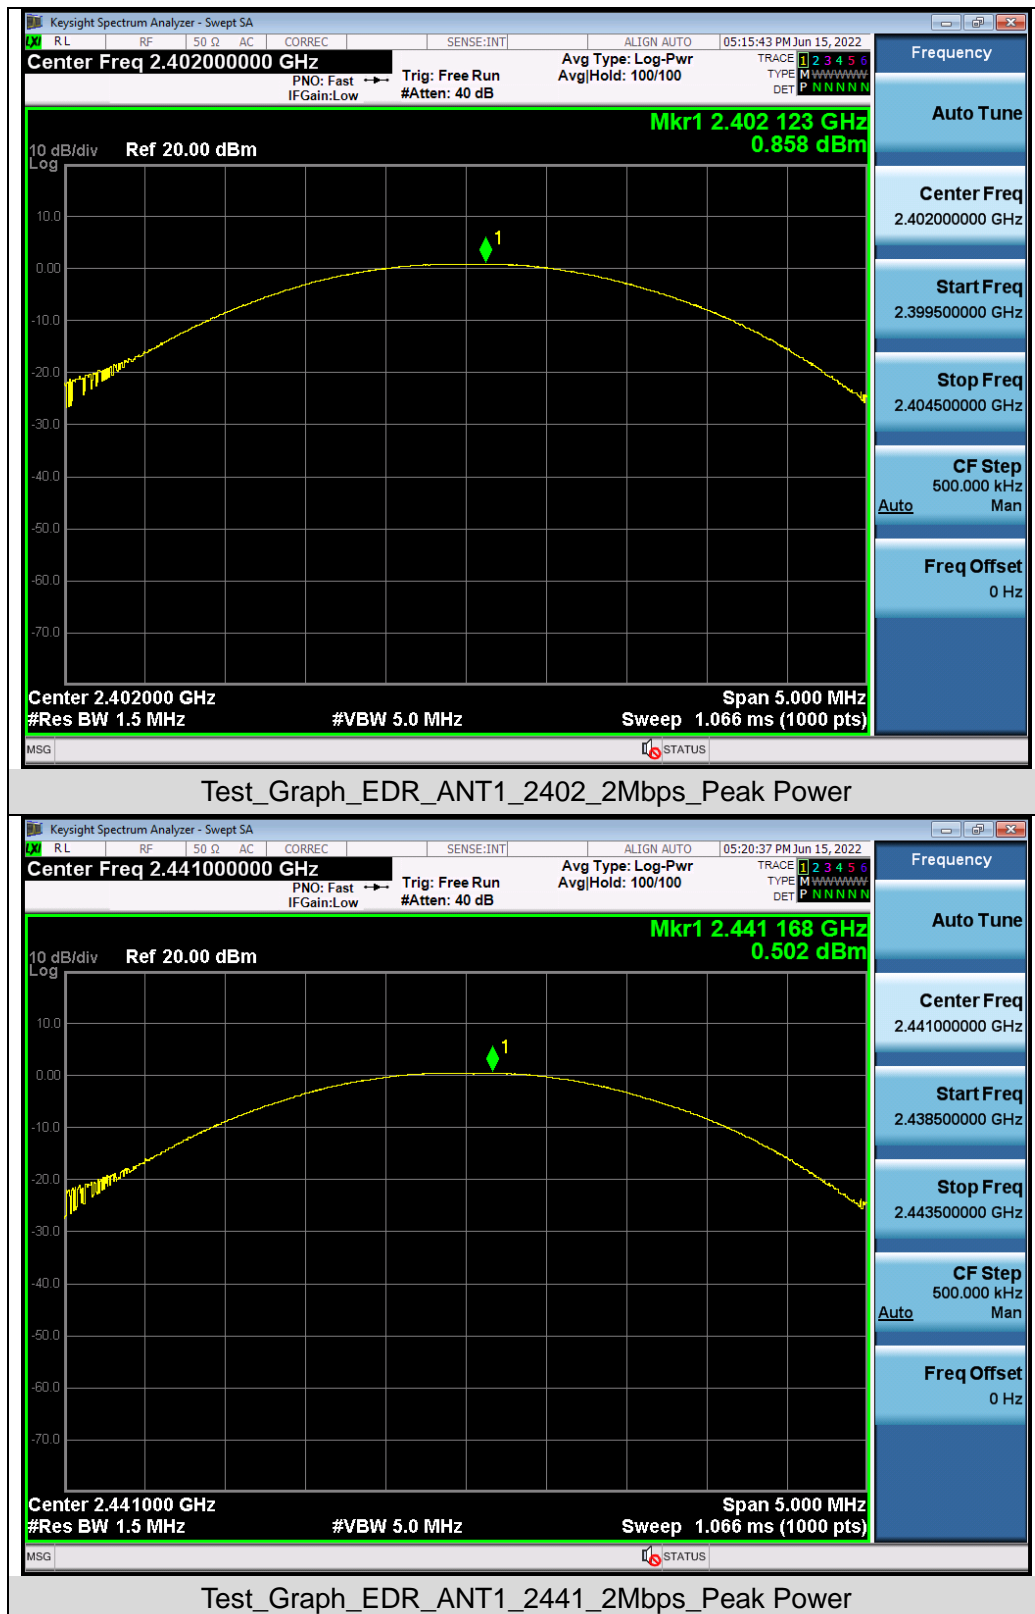 Keysight Spectrum Analyzer - Swept SA
LXI RL RF 50 Ω AC CORREC SENSE:INT ALIGN AUTO 05:15:43 PM Jun 15, 2022
Center Freq 2.402000000 GHz
PNO: Fast
IFGain:Low
Trig: Free Run
#Atten: 40 dB
Avg Type: Log-Pwr
Avg|Hold: 100/100
TRACE 1 2 3 4 5 6
TYPE M WWWWW
DET P N N N N N
Mkr1 2.402 123 GHz
0.858 dBm
10 dB/div Ref 20.00 dBm
Log
10.0
1
0.00
-10.0
-20.0
-30.0
-40.0
-50.0
-60.0
-70.0
Center 2.402000 GHz Span 5.000 MHz
#Res BW 1.5 MHz #VBW 5.0 MHz Sweep 1.066 ms (1000 pts)
MSG STATUS
Frequency
Auto Tune
Center Freq
2.402000000 GHz
Start Freq
2.399500000 GHz
Stop Freq
2.404500000 GHz
CF Step
500.000 kHz
Auto Man
Freq Offset
0 Hz
Test_Graph_EDR_ANT1_2402_2Mbps_Peak Power
Keysight Spectrum Analyzer - Swept SA
LXI RL RF 50 Ω AC CORREC SENSE:INT ALIGN AUTO 05:20:37 PM Jun 15, 2022
Center Freq 2.441000000 GHz
PNO: Fast
IFGain:Low
Trig: Free Run
#Atten: 40 dB
Avg Type: Log-Pwr
Avg|Hold: 100/100
TRACE 1 2 3 4 5 6
TYPE M WWWWW
DET P N N N N N
Mkr1 2.441 168 GHz
0.502 dBm
10 dB/div Ref 20.00 dBm
Log
10.0
1
0.00
-10.0
-20.0
-30.0
-40.0
-50.0
-60.0
-70.0
Center 2.441000 GHz Span 5.000 MHz
#Res BW 1.5 MHz #VBW 5.0 MHz Sweep 1.066 ms (1000 pts)
MSG STATUS
Frequency
Auto Tune
Center Freq
2.441000000 GHz
Start Freq
2.438500000 GHz
Stop Freq
2.443500000 GHz
CF Step
500.000 kHz
Auto Man
Freq Offset
0 Hz
Test_Graph_EDR_ANT1_2441_2Mbps_Peak Power